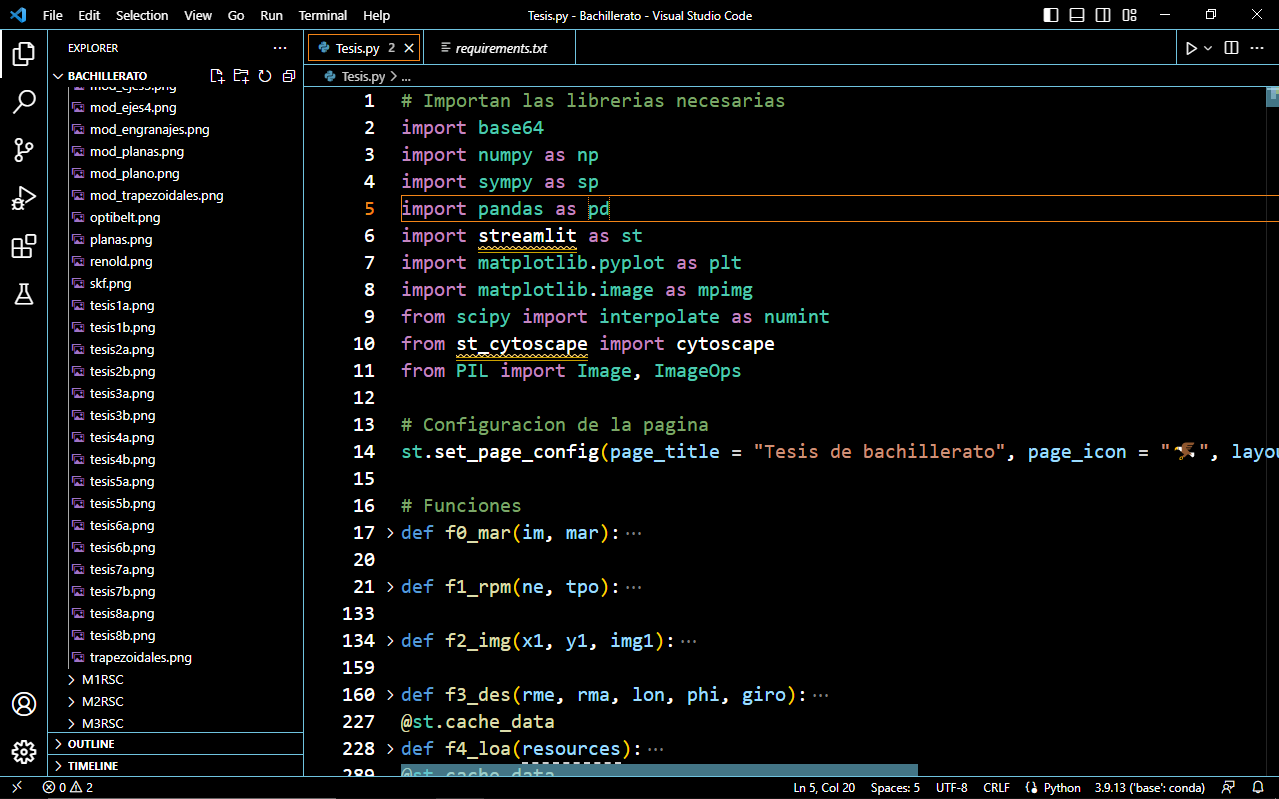 File Edit Selection View Go Run Terminal Help Tesis.py - Bachillerato - Visual Studio Code
EXPLORER ···
Tesis.py 2
requirements.txt
BACHILLERATO
Tesis.py > ...
mod_ejes3.png
mod_ejes4.png
mod_engranajes.png
mod_planas.png
mod_plano.png
mod_trapezoidales.png
optibelt.png
planas.png
renold.png
skf.png
tesis1a.png
tesis1b.png
tesis2a.png
tesis2b.png
tesis3a.png
tesis3b.png
tesis4a.png
tesis4b.png
tesis5a.png
tesis5b.png
tesis6a.png
tesis6b.png
tesis7a.png
tesis7b.png
tesis8a.png
tesis8b.png
trapezoidales.png
M1RSC
M2RSC
M3RSC
OUTLINE
TIMELINE
1 # Importan las librerias necesarias
2 import base64
3 import numpy as np
4 import sympy as sp
5 import pandas as pd
6 import streamlit as st
7 import matplotlib.pyplot as plt
8 import matplotlib.image as mpimg
9 from scipy import interpolate as numint
10 from st_cytoscape import cytoscape
11 from PIL import Image, ImageOps
12
13 # Configuracion de la pagina
14 st.set_page_config(page_title = "Tesis de bachillerato", page_icon = "", layou
15
16 # Funciones
17 def f0_mar(im, mar):···
20
21 def f1_rpm(ne, tpo):···
133
134 def f2_img(x1, y1, img1):···
159
160 def f3_des(rme, rma, lon, phi, giro):···
227 @st.cache_data
228 def f4_loa(resources):···
289 @st.cache_data
0 2 Ln 5, Col 20 Spaces: 5 UTF-8 CRLF Python 3.9.13 ('base': conda)